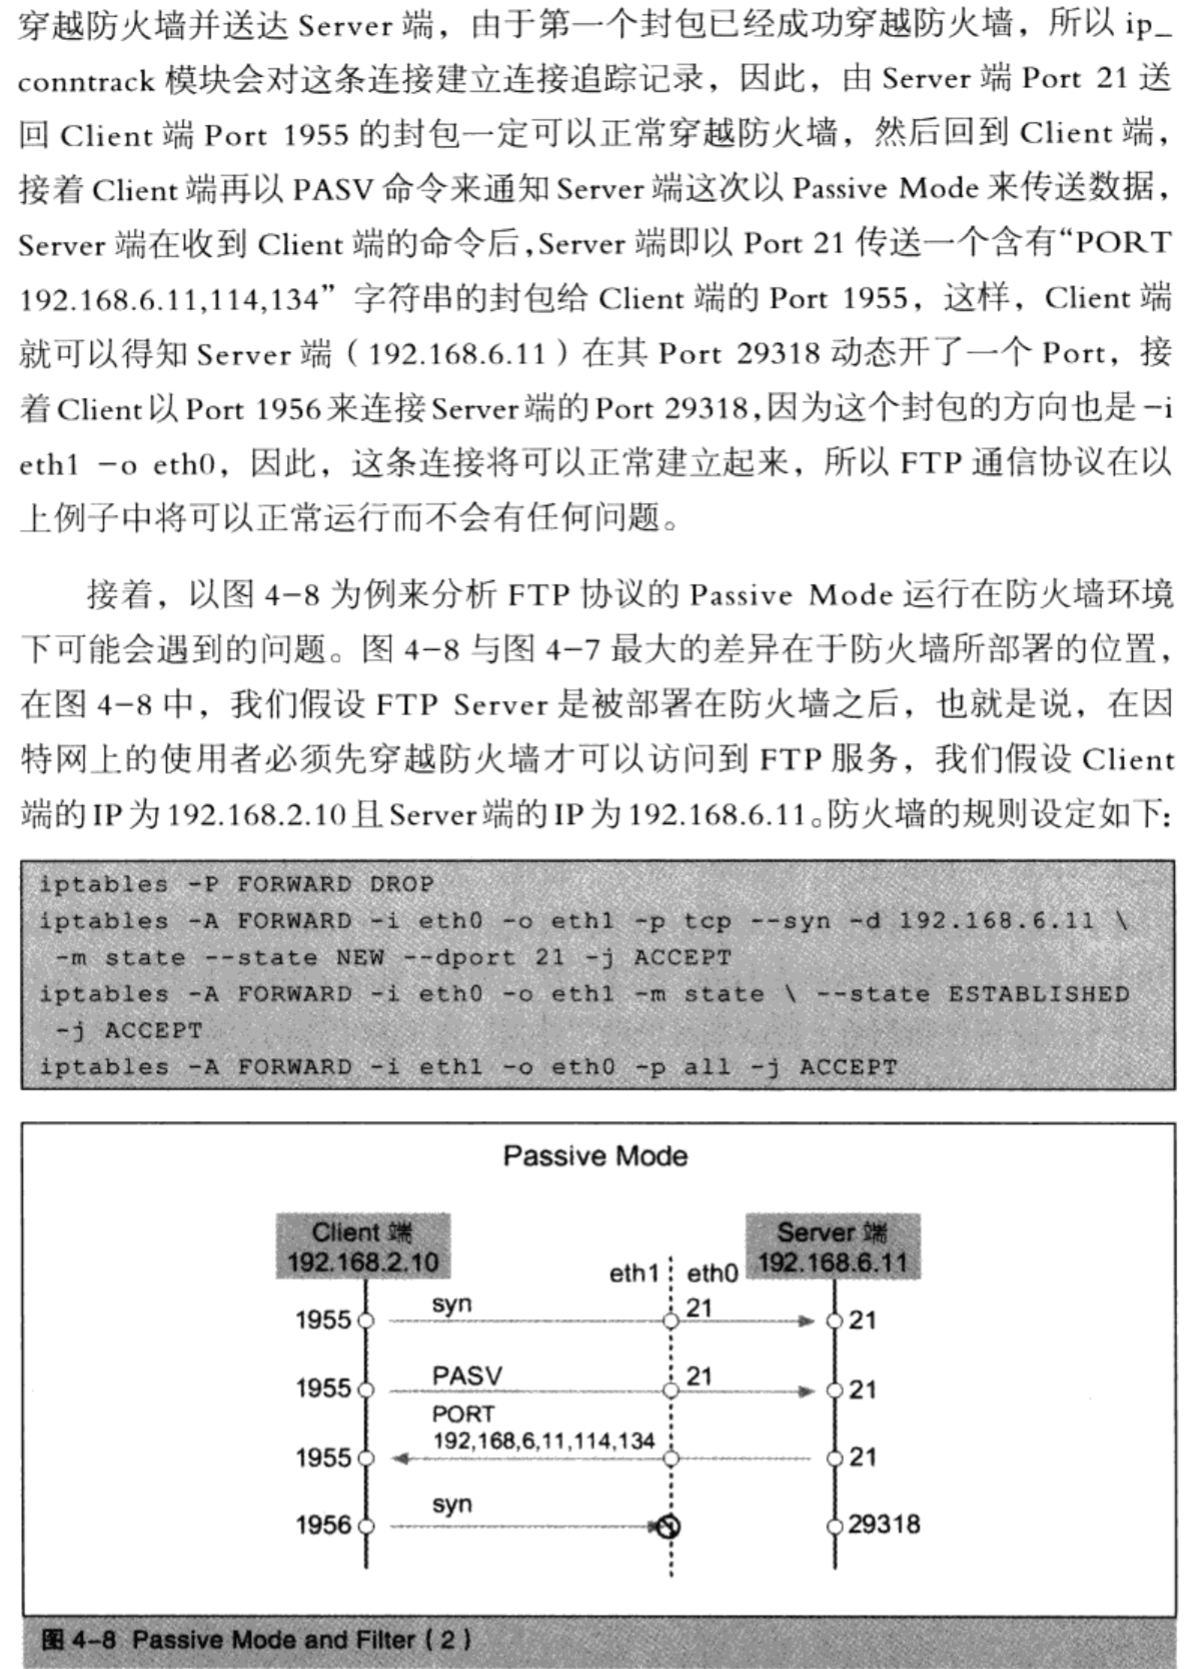 穿越防火墙并送达 Server 端，由于第一个封包已经成功穿越防火墙，所以 ip_
conntrack 模块会对这条连接建立连接追踪记录，因此，由 Server 端 Port 21 送
回 Client 端 Port 1955 的封包一定可以正常穿越防火墙，然后回到 Client 端，
接着 Client 端再以 PASV 命令来通知 Server 端这次以 Passive Mode 来传送数据，
Server 端在收到 Client 端的命令后，Server 端即以 Port 21 传送一个含有“PORT
192.168.6.11,114,134”字符串的封包给 Client 端的 Port 1955，这样，Client 端
就可以得知 Server 端（192.168.6.11）在其 Port 29318 动态开了一个 Port，接
着 Client 以 Port 1956 来连接 Server 端的 Port 29318，因为这个封包的方向也是 –i
eth1 –o eth0，因此，这条连接将可以正常建立起来，所以 FTP 通信协议在以
上例子中将可以正常运行而不会有任何问题。
接着，以图 4–8 为例来分析 FTP 协议的 Passive Mode 运行在防火墙环境
下可能会遇到的问题。图 4–8 与图 4–7 最大的差异在于防火墙所部署的位置，
在图 4–8 中，我们假设 FTP Server 是被部署在防火墙之后，也就是说，在因
特网上的使用者必须先穿越防火墙才可以访问到 FTP 服务，我们假设 Client
端的 IP 为 192.168.2.10 且 Server 端的 IP 为 192.168.6.11。防火墙的规则设定如下：
iptables -P FORWARD DROP
iptables -A FORWARD -i eth0 -o eth1 -p tcp --syn -d 192.168.6.11 \
-m state --state NEW --dport 21 -j ACCEPT
iptables -A FORWARD -i eth0 -o eth1 -m state \ --state ESTABLISHED
-j ACCEPT
iptables -A FORWARD -i eth1 -o eth0 -p all -j ACCEPT
Passive Mode
Client 端
192.168.2.10
Server 端
192.168.6.11
eth1 eth0
1955 syn 21 21
1955 PASV 21 21
PORT
192,168,6,11,114,134
1955 21
1956 syn 29318
图 4–8 Passive Mode and Filter（2）